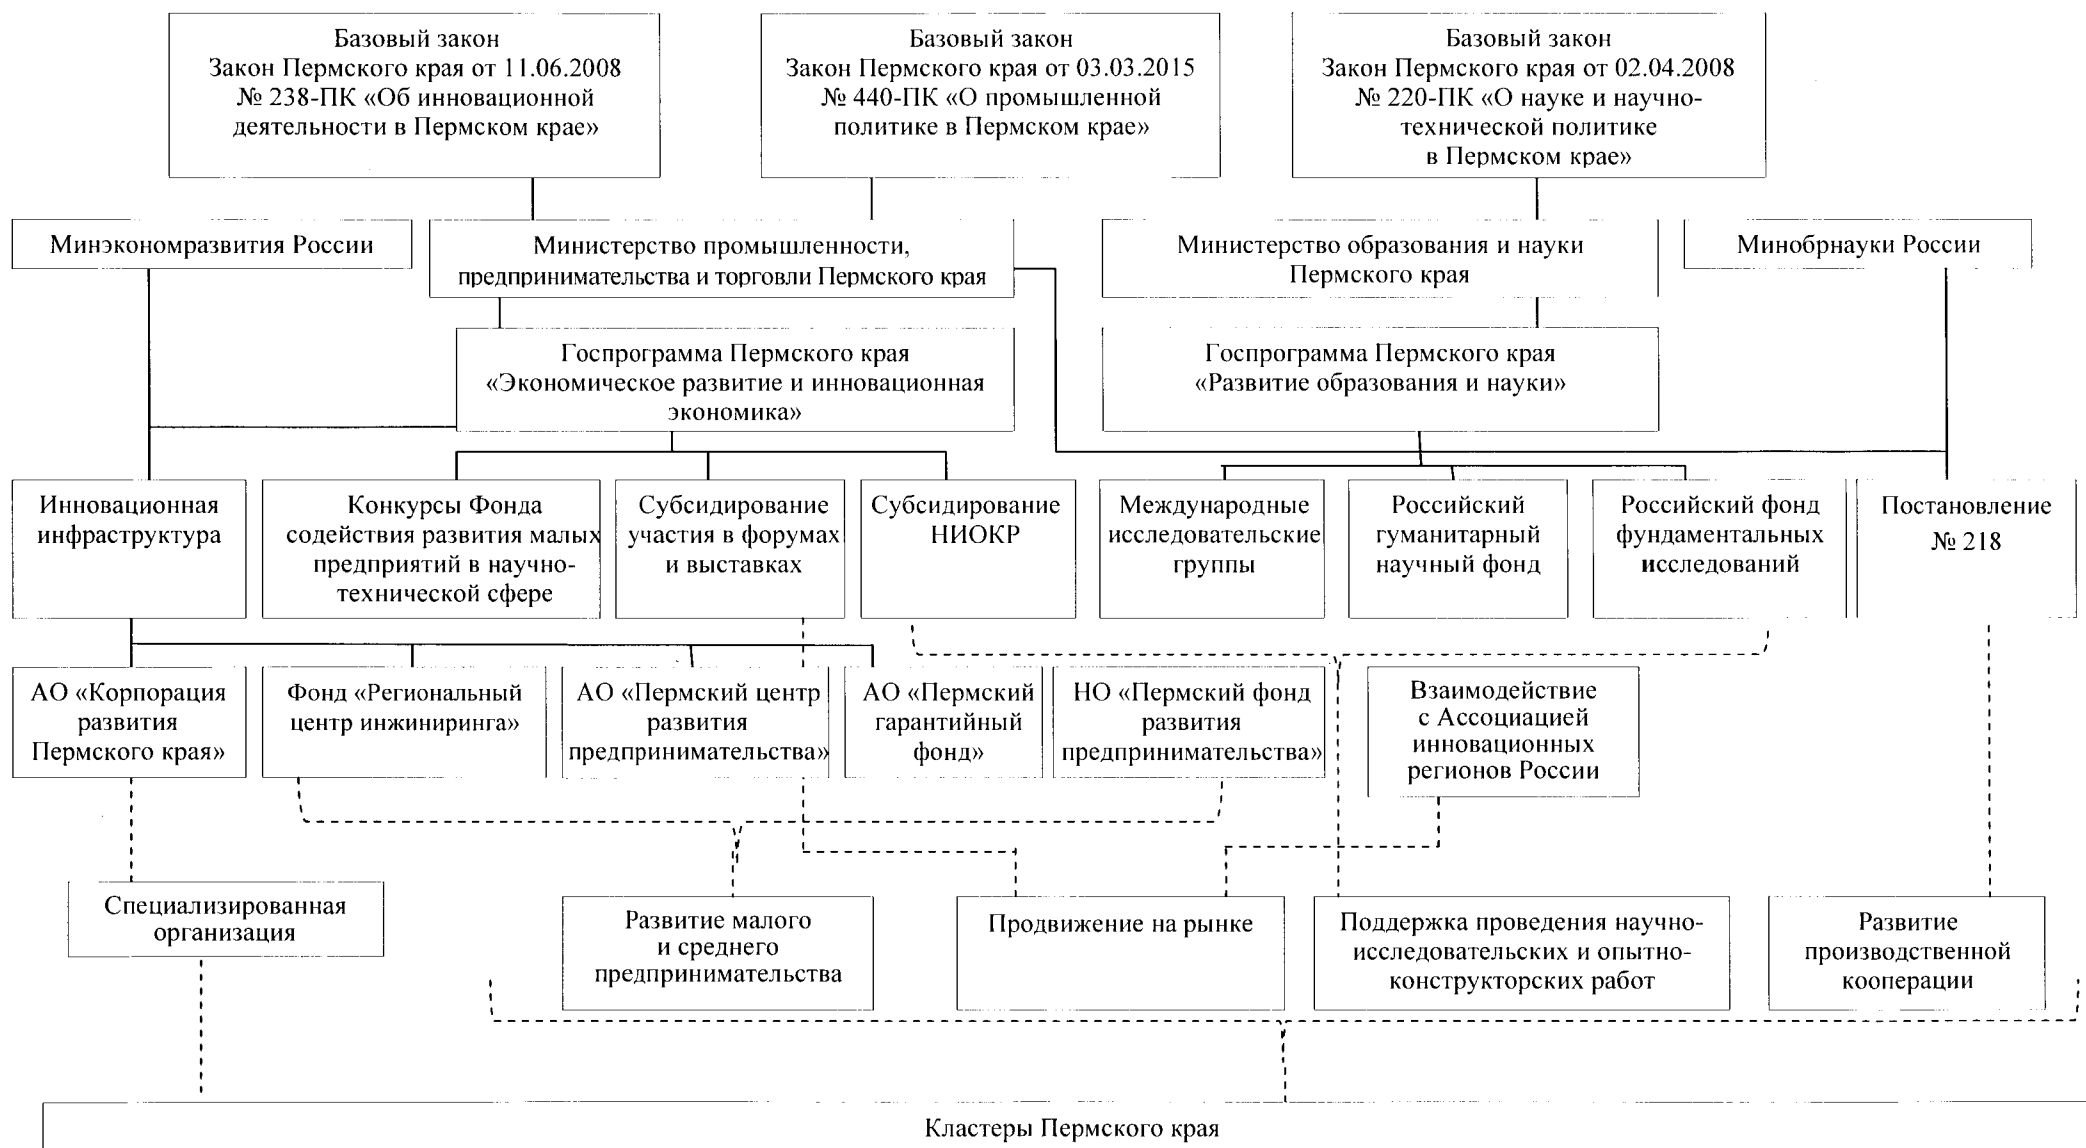 Базовый закон
Закон Пермского края от 11.06.2008
№ 238-ПК «Об инновационной
деятельности в Пермском крае»
Базовый закон
Закон Пермского края от 03.03.2015
№ 440-ПК «О промышленной
политике в Пермском крае»
Базовый закон
Закон Пермского края от 02.04.2008
№ 220-ПК «О науке и научно-
технической политике
в Пермском крае»
Минэкономразвития России
Министерство промышленности,
предпринимательства и торговли Пермского края
Министерство образования и науки
Пермского края
Минобрнауки России
Госпрограмма Пермского края
«Экономическое развитие и инновационная
экономика»
Госпрограмма Пермского края
«Развитие образования и науки»
Инновационная
инфраструктура
Конкурсы Фонда
содействия развития малых
предприятий в научно-
технической сфере
Субсидирование
участия в форумах
и выставках
Субсидирование
НИОКР
Международные
исследовательские
группы
Российский
гуманитарный
научный фонд
Российский фонд
фундаментальных
исследований
Постановление
№ 218
АО «Корпорация
развития
Пермского края»
Фонд «Региональный
центр инжиниринга»
АО «Пермский центр
развития
предпринимательства»
АО «Пермский
гарантийный
фонд»
НО «Пермский фонд
развития
предпринимательства»
Взаимодействие
с Ассоциацией
инновационных
регионов России
Специализированная
организация
Развитие малого
и среднего
предпринимательства
Продвижение на рынке
Поддержка проведения научно-
исследовательских и опытно-
конструкторских работ
Развитие
производственной
кооперации
Кластеры Пермского края